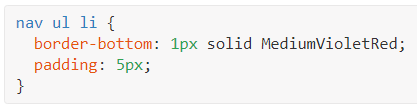 nav ul li {
  border-bottom: 1px solid MediumVioletRed;
  padding: 5px;
}